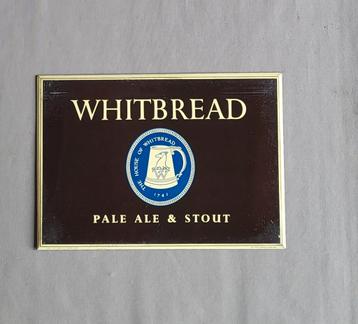 WHITBREAD
THE HOUSE OF WHITBREAD
1742
PALE ALE & STOUT